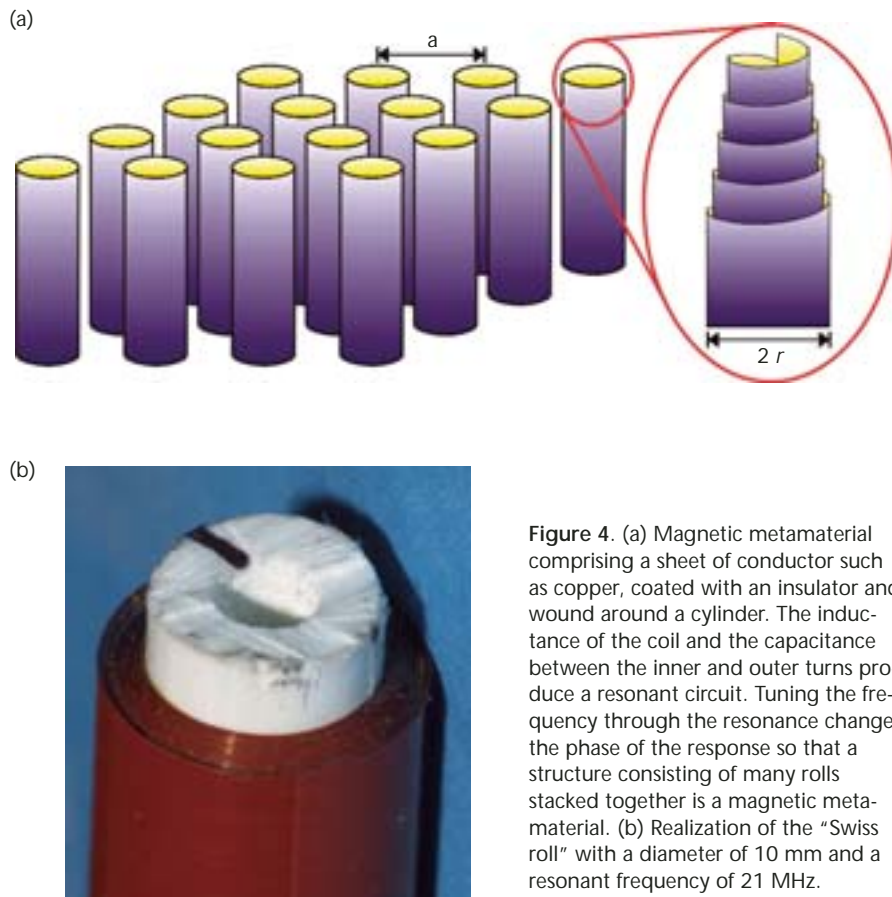 (a)
a
2 r
(b)
Figure 4. (a) Magnetic metamaterial
comprising a sheet of conductor such
as copper, coated with an insulator and
wound around a cylinder. The induc-
tance of the coil and the capacitance
between the inner and outer turns pro
duce a resonant circuit. Tuning the fre-
quency through the resonance change
the phase of the response so that a
structure consisting of many rolls
stacked together is a magnetic meta-
material. (b) Realization of the “Swiss
roll” with a diameter of 10 mm and a
resonant frequency of 21 MHz.